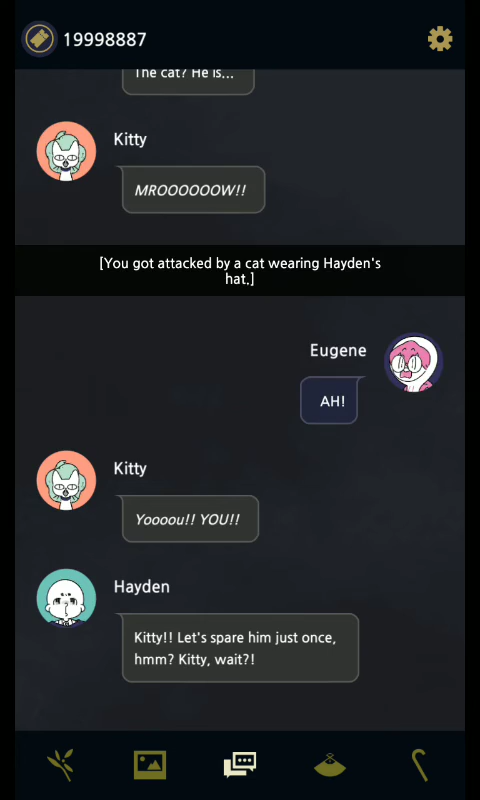 19998887
The cat? He is...
Kitty
MROOOOOOW!!
[You got attacked by a cat wearing Hayden's
hat.]
Eugene
AH!
Kitty
Yoooou!! YOU!!
Hayden
Kitty!! Let's spare him just once,
hmm? Kitty, wait?!